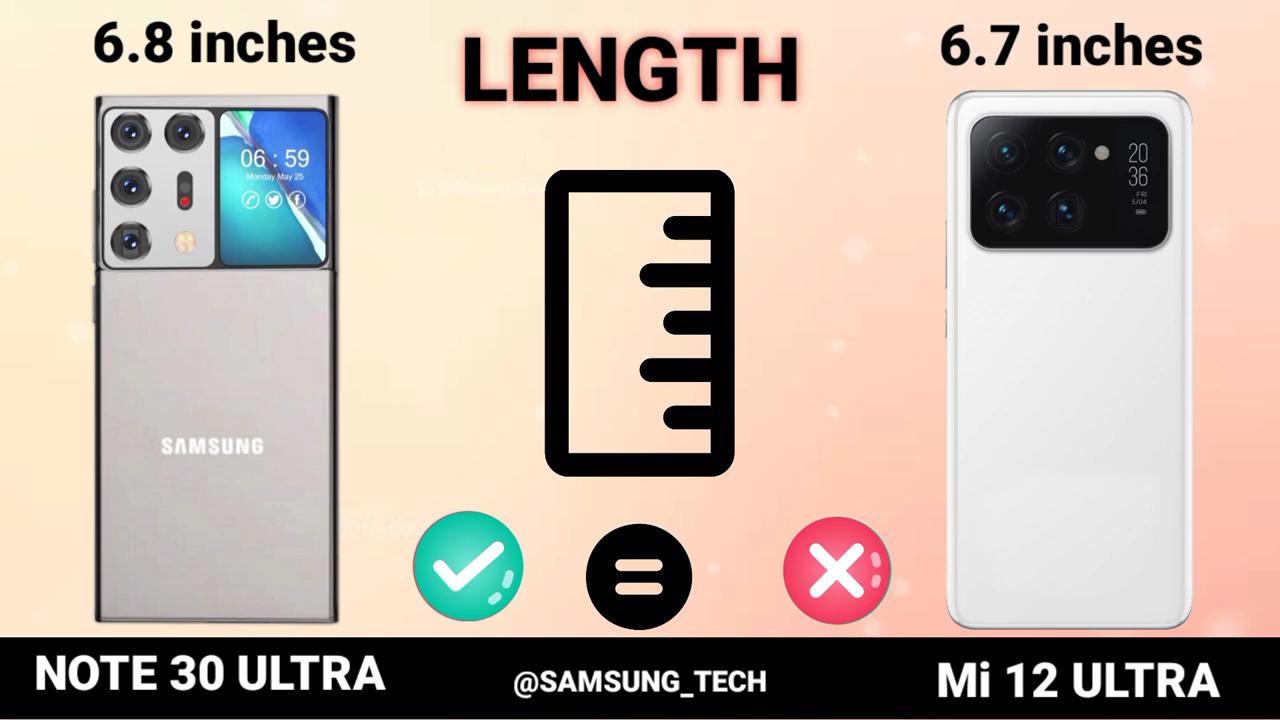 6.8 inches
LENGTH
6.7 inches
06 : 59
Monday May 25
20
36
FRI
5/04
SAMSUNG
NOTE 30 ULTRA
@SAMSUNG_TECH
Mi 12 ULTRA